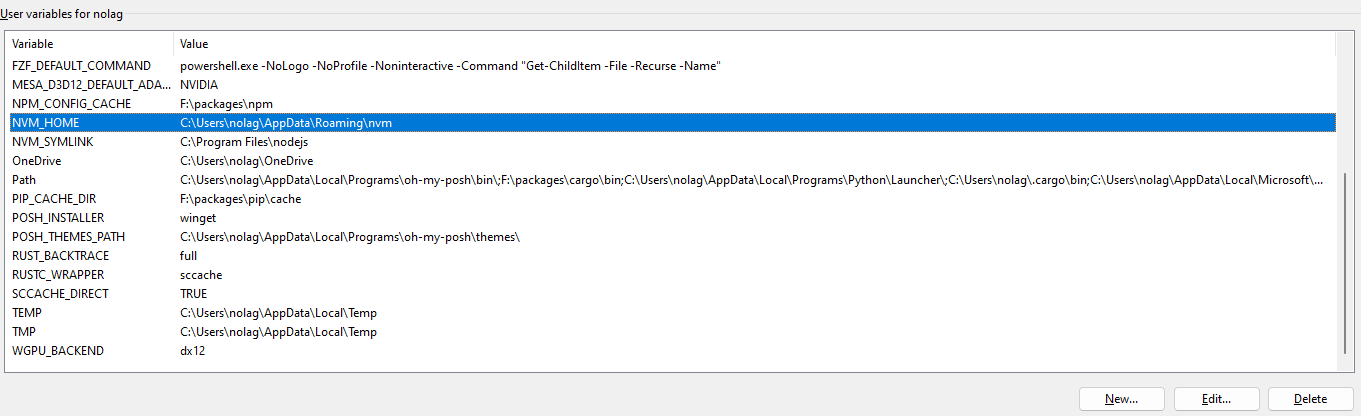 User variables for nolag
Variable Value
FZF_DEFAULT_COMMAND powershell.exe -NoLogo -NoProfile -Noninteractive -Command "Get-ChildItem -File -Recurse -Name"
MESA_D3D12_DEFAULT_ADA... NVIDIA
NPM_CONFIG_CACHE F:\packages\npm
NVM_HOME C:\Users\nolag\AppData\Roaming\nvm
NVM_SYMLINK C:\Program Files\nodejs
OneDrive C:\Users\nolag\OneDrive
Path C:\Users\nolag\AppData\Local\Programs\oh-my-posh\bin\;F:\packages\cargo\bin;C:\Users\nolag\AppData\Local\Programs\Python\Launcher\;C:\Users\nolag\.cargo\bin;C:\Users\nolag\AppData\Local\Microsoft\...
PIP_CACHE_DIR F:\packages\pip\cache
POSH_INSTALLER winget
POSH_THEMES_PATH C:\Users\nolag\AppData\Local\Programs\oh-my-posh\themes\
RUST_BACKTRACE full
RUSTC_WRAPPER sccache
SCCACHE_DIRECT TRUE
TEMP C:\Users\nolag\AppData\Local\Temp
TMP C:\Users\nolag\AppData\Local\Temp
WGPU_BACKEND dx12
New... Edit... Delete